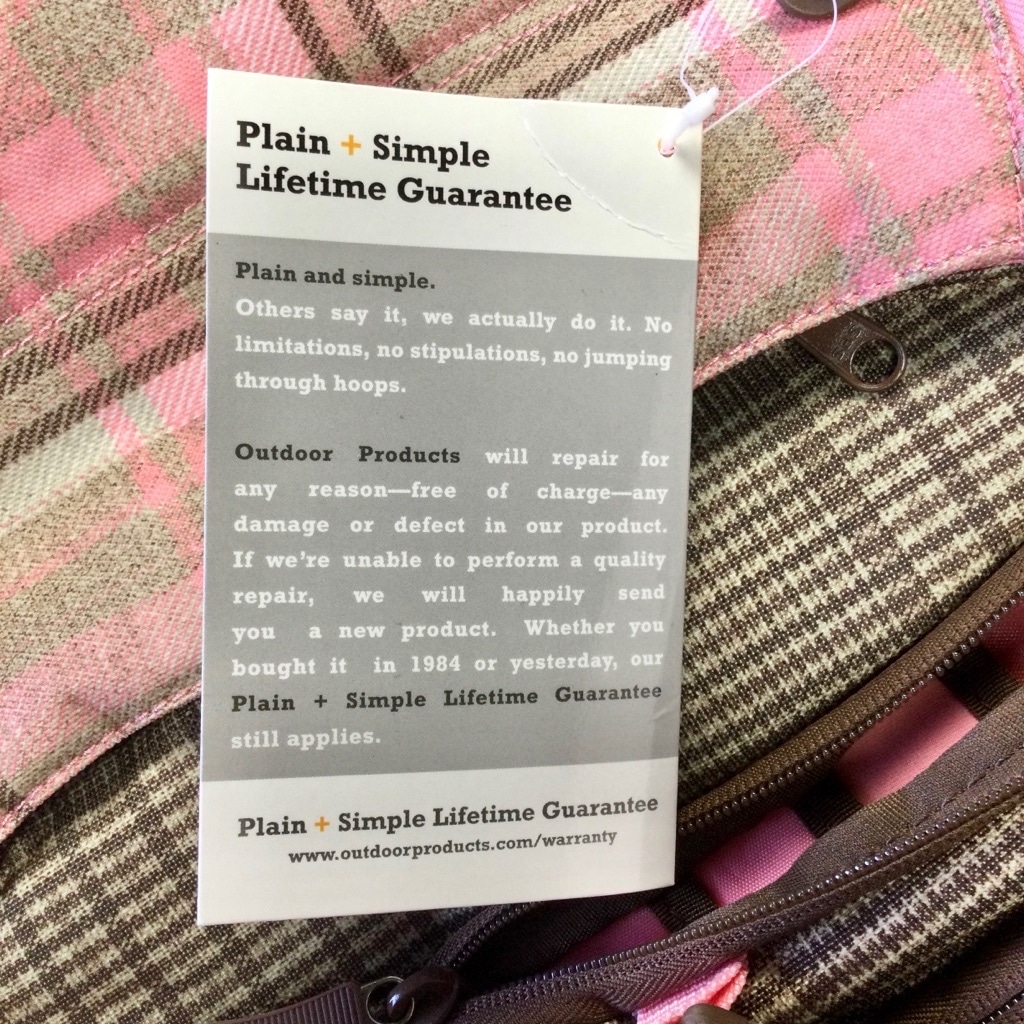 Plain + Simple
Lifetime Guarantee
Plain and simple.
Others say it, we actually do it. No
limitations, no stipulations, no jumping
through hoops.
Outdoor Products will repair for
any reason—free of charge—any
damage or defect in our product.
If we're unable to perform a quality
repair, we will happily send
you a new product. Whether you
bought it in 1984 or yesterday, our
Plain + Simple Lifetime Guarantee
still applies.
Plain + Simple Lifetime Guarantee
www.outdoorproducts.com/warranty